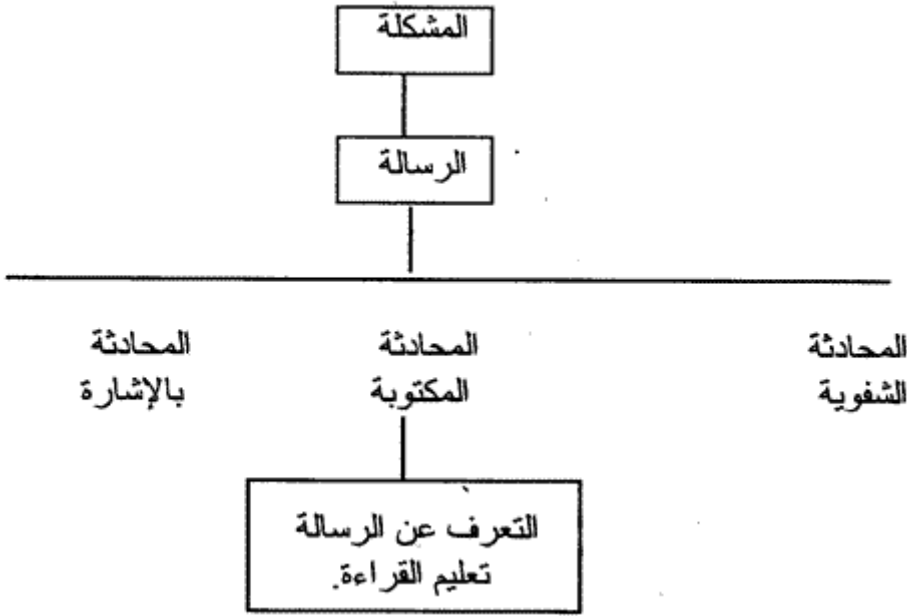 المشكلة
الرسالة
المحادثة
الشفوية
المحادثة
المكتوبة
المحادثة
بالإشارة
التعرف عن الرسالة
تعليم القراءة.